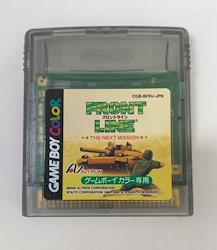 CGB-BFRJ-JPN
GAME BOY COLOR
FRONT
フロントライン
LINE
THE NEXT MISSION
ALTRON
ゲームボーイカラー専用